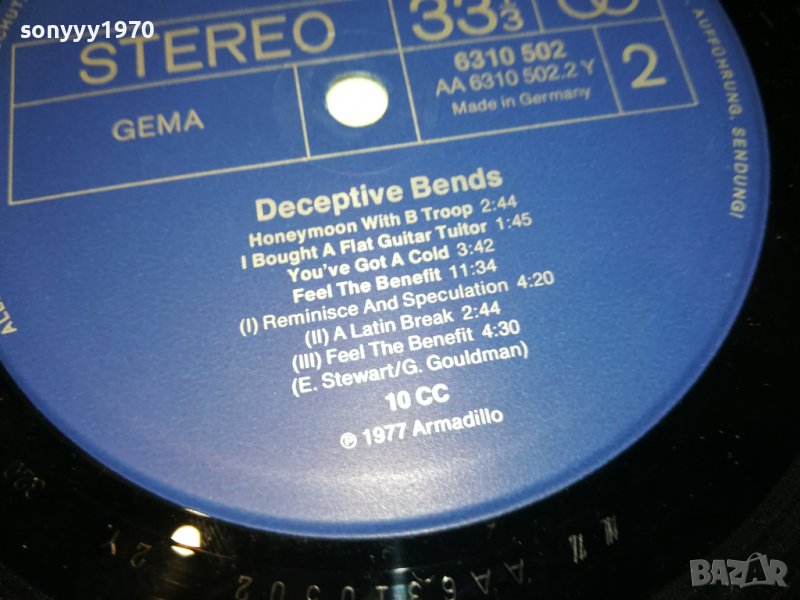 sonyyy1970
STEREO
33⅓
GEMA
6310 502
AA 6310 502.2 Y
Made in Germany
2
AUFFÜHRUNG, SENDUNG!
Deceptive Bends
Honeymoon With B Troop 2:44
I Bought A Flat Guitar Tuitor 1:45
You've Got A Cold 3:42
Feel The Benefit 11:34
(I) Reminisce And Speculation 4:20
(II) A Latin Break 2:44
(III) Feel The Benefit 4:30
(E. Stewart/G. Gouldman)
10 CC
℗ 1977 Armadillo
320
AA6310502 2Y
BAZAR